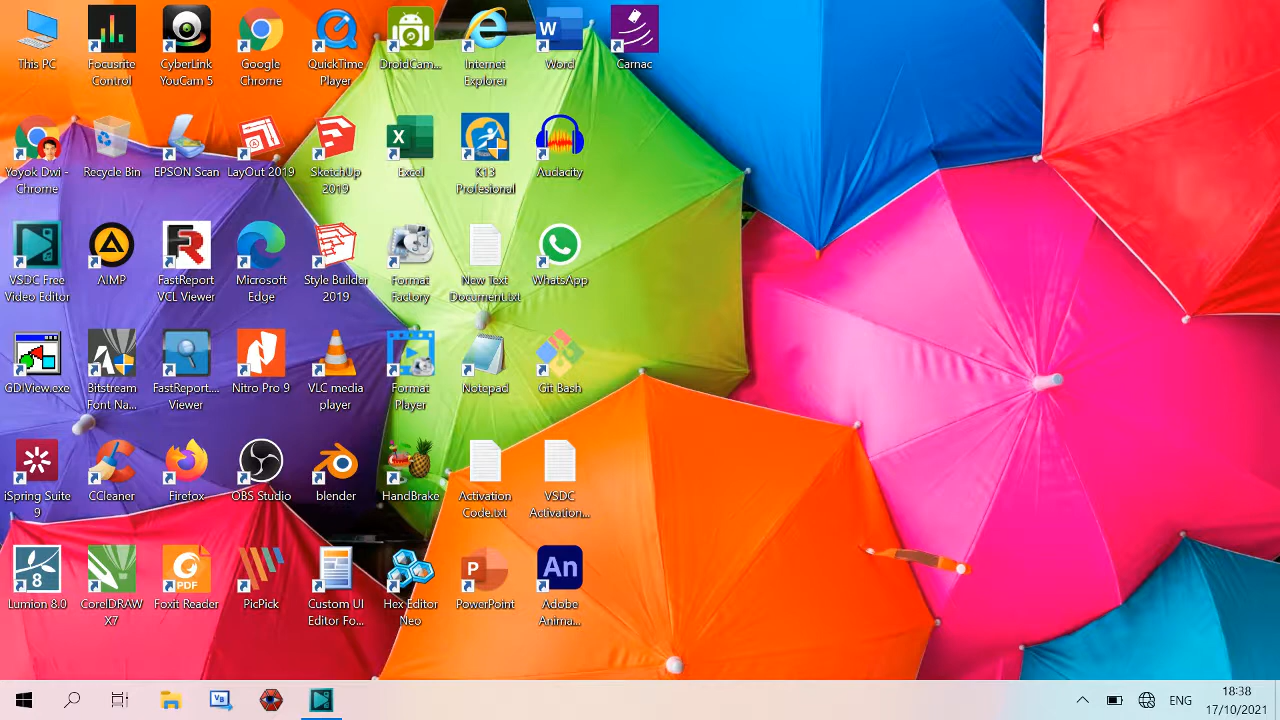 This PC
Focusrite Control
CyberLink YouCam 5
Google Chrome
QuickTime Player
DroidCam...
Internet Explorer
Word
Carnac
Yoyok Dwi - Chrome
Recycle Bin
EPSON Scan
LayOut 2019
SketchUp 2019
Excel
K13 Profesional
Audacity
VSDC Free Video Editor
AIMP
FastReport VCL Viewer
Microsoft Edge
Style Builder 2019
Format Factory
New Text Document.txt
WhatsApp
GDIView.exe
Bitstream Font Na...
FastReport.... Viewer
Nitro Pro 9
VLC media player
Format Player
Notepad
Git Bash
iSpring Suite 9
CCleaner
Firefox
OBS Studio
blender
HandBrake
Activation Code.txt
VSDC Activation...
Lumion 8.0
CorelDRAW X7
Foxit Reader
PicPick
Custom UI Editor Fo...
Hex Editor Neo
PowerPoint
Adobe Anima...
ENG
18:38
17/10/2021